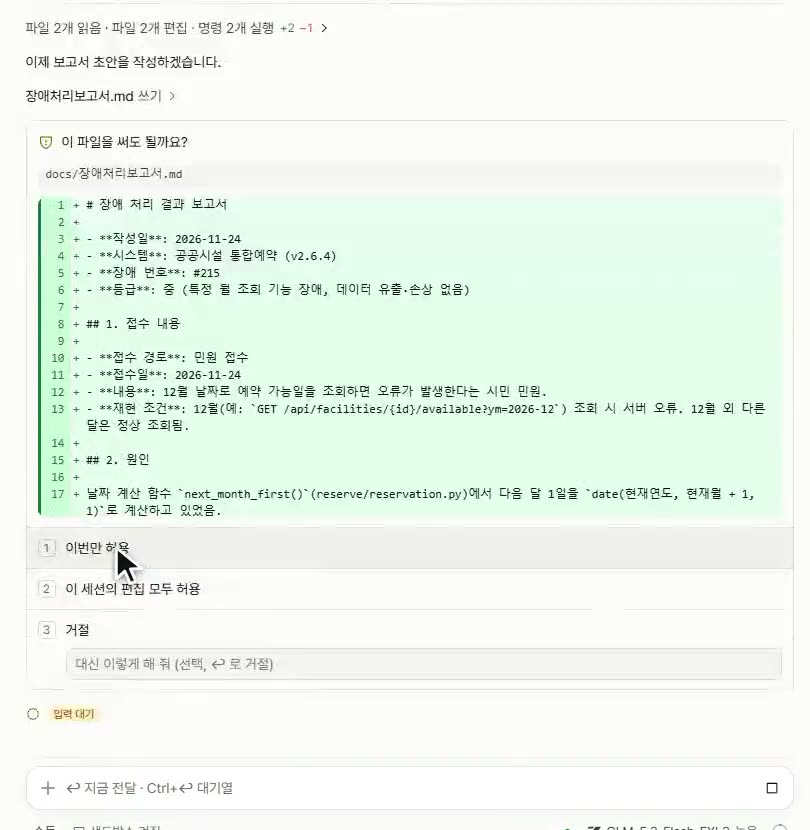 파일 2개 읽음 · 파일 2개 편집 · 명령 2개 실행 +2 −1 >
이제 보고서 초안을 작성하겠습니다.
장애처리보고서.md 쓰기 >
이 파일을 써도 될까요?
docs/장애처리보고서.md
1 + # 장애 처리 결과 보고서
2 +
3 + - **작성일**: 2026-11-24
4 + - **시스템**: 공공시설 통합예약 (v2.6.4)
5 + - **장애 번호**: #215
6 + - **등급**: 중 (특정 월 조회 기능 장애, 데이터 유출·손상 없음)
7 +
8 + ## 1. 접수 내용
9 +
10 + - **접수 경로**: 민원 접수
11 + - **접수일**: 2026-11-24
12 + - **내용**: 12월 날짜로 예약 가능일을 조회하면 오류가 발생한다는 시민 민원.
13 + - **재현 조건**: 12월(예: `GET /api/facilities/{id}/available?ym=2026-12`) 조회 시 서버 오류. 12월 외 다른
달은 정상 조회됨.
14 +
15 + ## 2. 원인
16 +
17 + 날짜 계산 함수 `next_month_first()`(reserve/reservation.py)에서 다음 달 1일을 `date(현재연도, 현재월 + 1,
1)`로 계산하고 있었음.
1 이번만 허용
2 이 세션의 편집 모두 허용
3 거절
대신 이렇게 해 줘 (선택, ↩ 로 거절)
입력 대기
↩ 지금 전달 · Ctrl+↩ 대기열